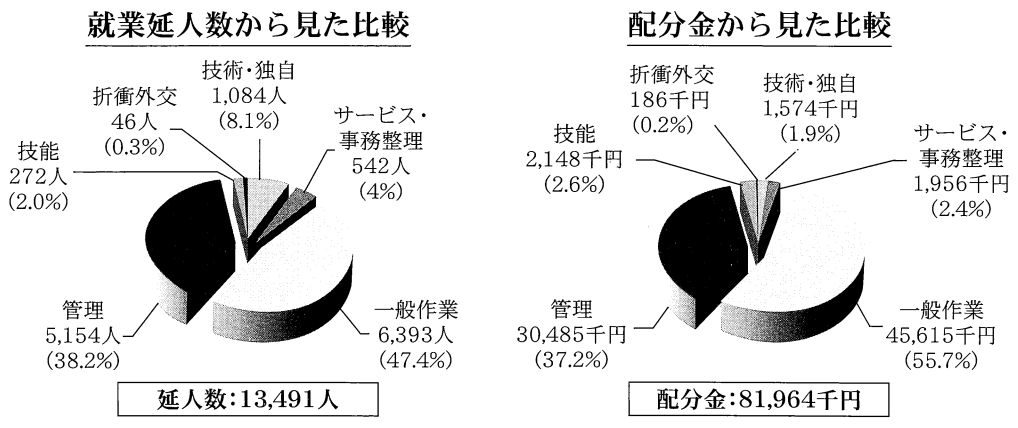 就業延人数から見た比較
技術・独自
1,084人
(8.1%)
折衝外交
46人
(0.3%)
サービス・
事務整理
542人
(4%)
技能
272人
(2.0%)
管理
5,154人
(38.2%)
一般作業
6,393人
(47.4%)
延人数:13,491人
配分金から見た比較
折衝外交
186千円
(0.2%)
技術・独自
1,574千円
(1.9%)
技能
2,148千円
(2.6%)
サービス・
事務整理
1,956千円
(2.4%)
管理
30,485千円
(37.2%)
一般作業
45,615千円
(55.7%)
配分金:81,964千円